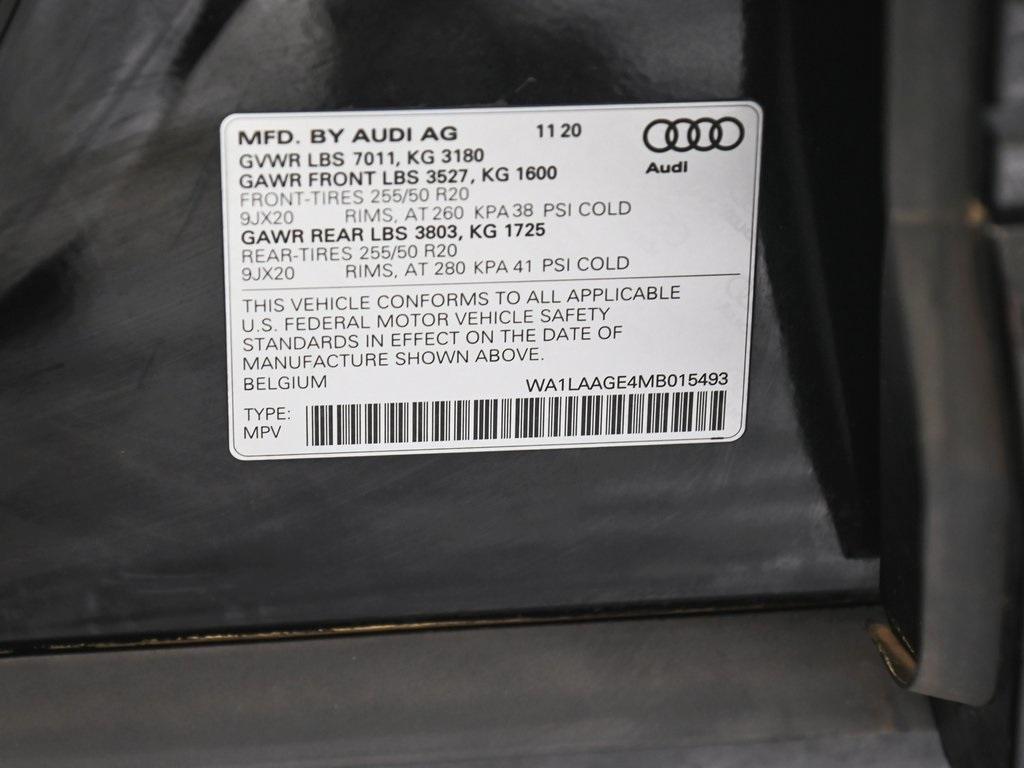 MFD. BY AUDI AG 11 20
Audi
GVWR LBS 7011, KG 3180
GAWR FRONT LBS 3527, KG 1600
FRONT-TIRES 255/50 R20
9JX20 RIMS, AT 260 KPA 38 PSI COLD
GAWR REAR LBS 3803, KG 1725
REAR-TIRES 255/50 R20
9JX20 RIMS, AT 280 KPA 41 PSI COLD
THIS VEHICLE CONFORMS TO ALL APPLICABLE
U.S. FEDERAL MOTOR VEHICLE SAFETY
STANDARDS IN EFFECT ON THE DATE OF
MANUFACTURE SHOWN ABOVE.
BELGIUM WA1LAAGE4MB015493
TYPE:
MPV